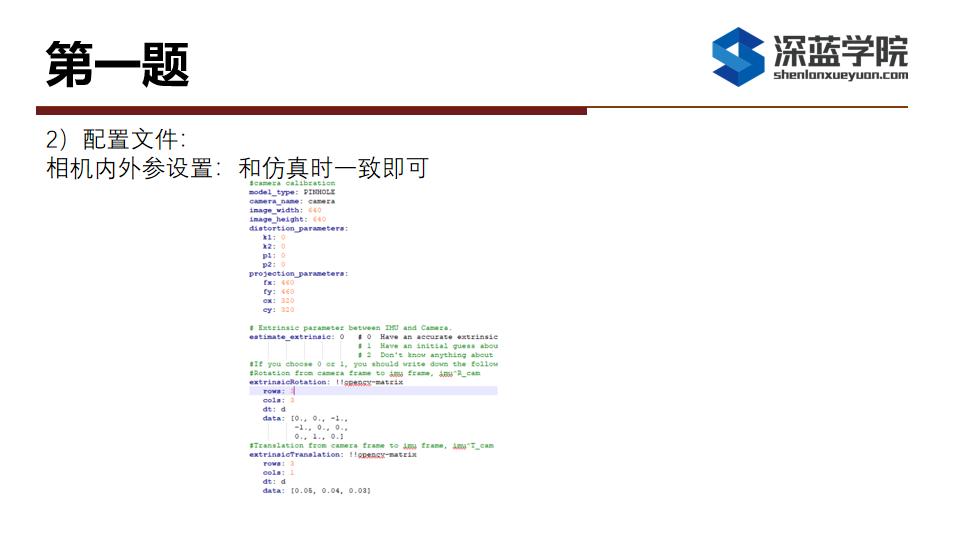 第一题
深蓝学院
shenlanxueyuan.com
2）配置文件：
相机内外参设置：和仿真时一致即可
#camera calibration
model_type: PINHOLE
camera_name: camera
image_width: 640
image_height: 640
distortion_parameters:
k1: 0
k2: 0
p1: 0
p2: 0
projection_parameters:
fx: 460
fy: 460
cx: 320
cy: 320
# Extrinsic parameter between IMU and Camera.
estimate_extrinsic: 0 # 0 Have an accurate extrinsic
# 1 Have an initial guess abou
# 2 Don't know anything about
#If you choose 0 or 1, you should write down the follow
#Rotation from camera frame to imu frame, imu^R_cam
extrinsicRotation: !!opencv-matrix
rows: 3
cols: 3
dt: d
data: [0., 0., -1.,
-1., 0., 0.,
0., 1., 0.]
#Translation from camera frame to imu frame, imu^T_cam
extrinsicTranslation: !!opencv-matrix
rows: 3
cols: 1
dt: d
data: [0.05, 0.04, 0.03]